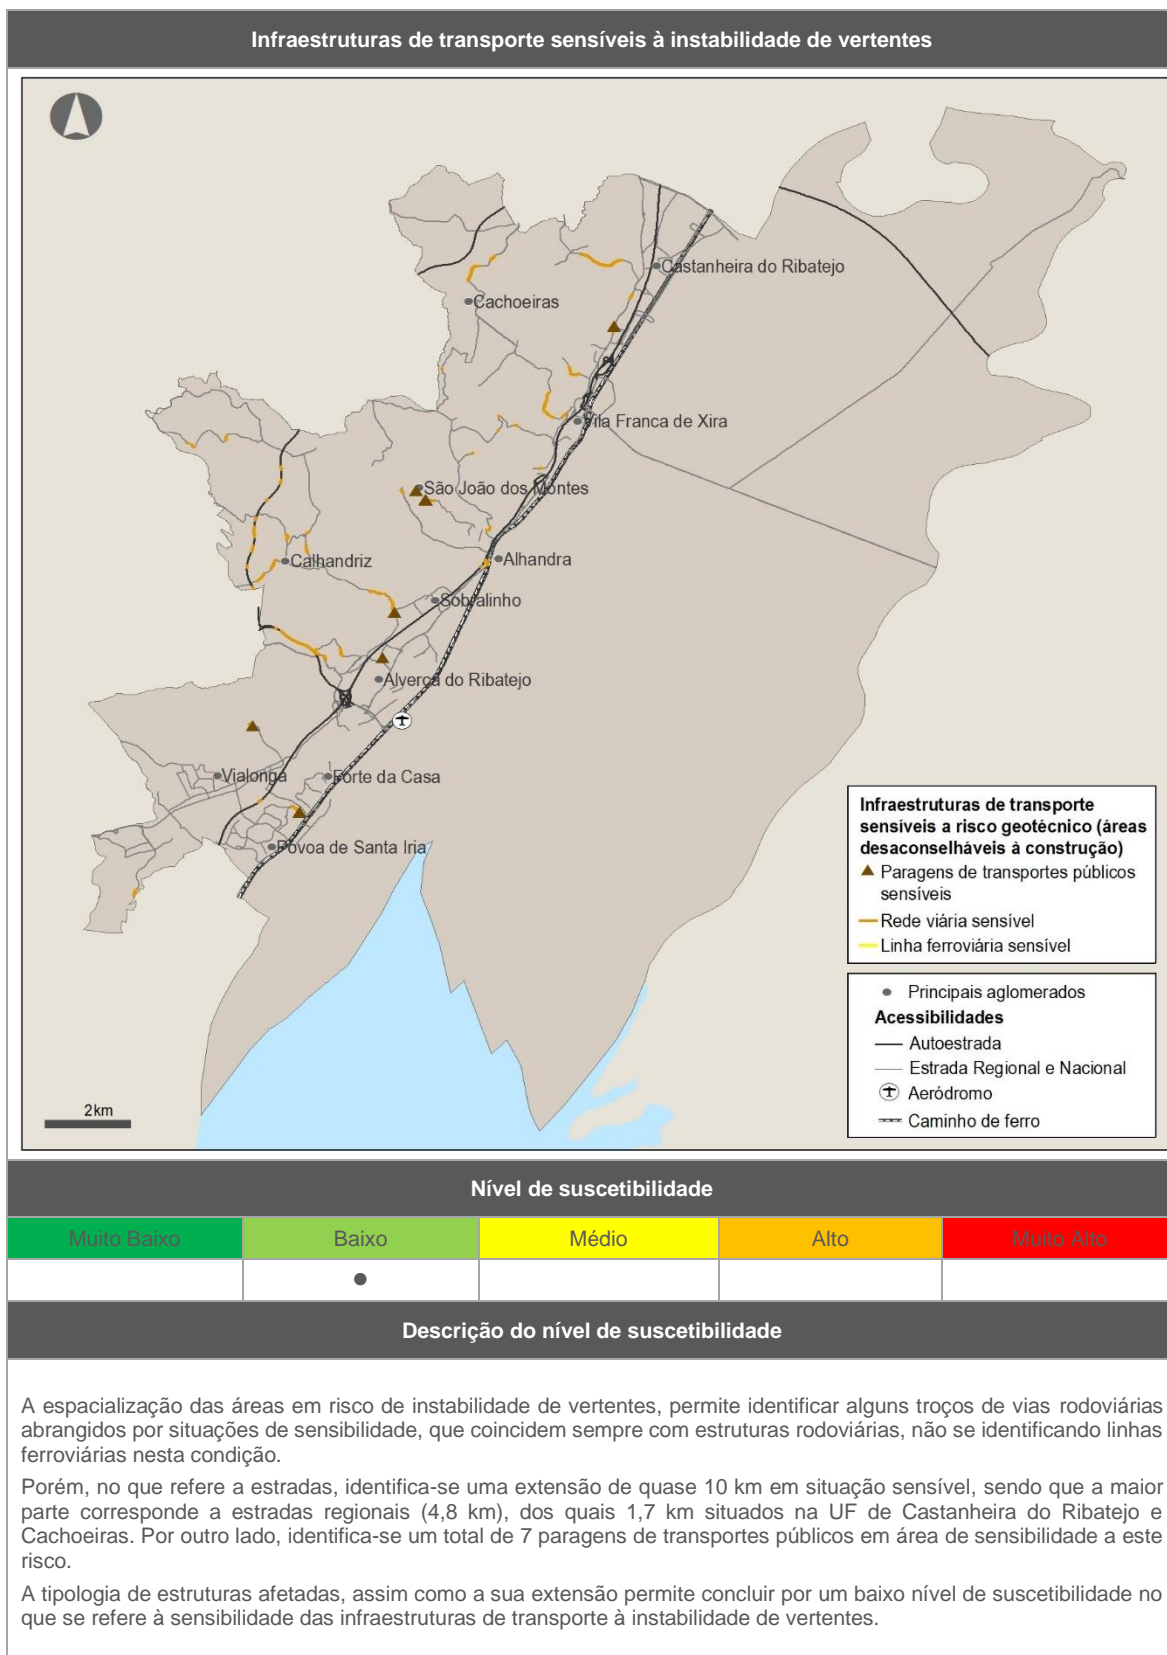 Infraestruturas de transporte sensíveis à instabilidade de vertentes
Castanheira do Ribatejo
Cachoeiras
Vila Franca de Xira
São João dos Montes
Calhandriz
Alhandra
Sobralinho
Alverca do Ribatejo
Vialonga
Forte da Casa
Póvoa de Santa Iria
Infraestruturas de transporte
sensíveis a risco geotécnico (áreas
desaconselháveis à construção)
Paragens de transportes públicos
sensíveis
Rede viária sensível
Linha ferroviária sensível
Principais aglomerados
Acessibilidades
Autoestrada
Estrada Regional e Nacional
Aeródromo
Caminho de ferro
2km
Nível de suscetibilidade
Muito Baixo Baixo Médio Alto Muito Alto
Descrição do nível de suscetibilidade
A espacialização das áreas em risco de instabilidade de vertentes, permite identificar alguns troços de vias rodoviárias
abrangidos por situações de sensibilidade, que coincidem sempre com estruturas rodoviárias, não se identificando linhas
ferroviárias nesta condição.
Porém, no que refere a estradas, identifica-se uma extensão de quase 10 km em situação sensível, sendo que a maior
parte corresponde a estradas regionais (4,8 km), dos quais 1,7 km situados na UF de Castanheira do Ribatejo e
Cachoeiras. Por outro lado, identifica-se um total de 7 paragens de transportes públicos em área de sensibilidade a este
risco.
A tipologia de estruturas afetadas, assim como a sua extensão permite concluir por um baixo nível de suscetibilidade no
que se refere à sensibilidade das infraestruturas de transporte à instabilidade de vertentes.